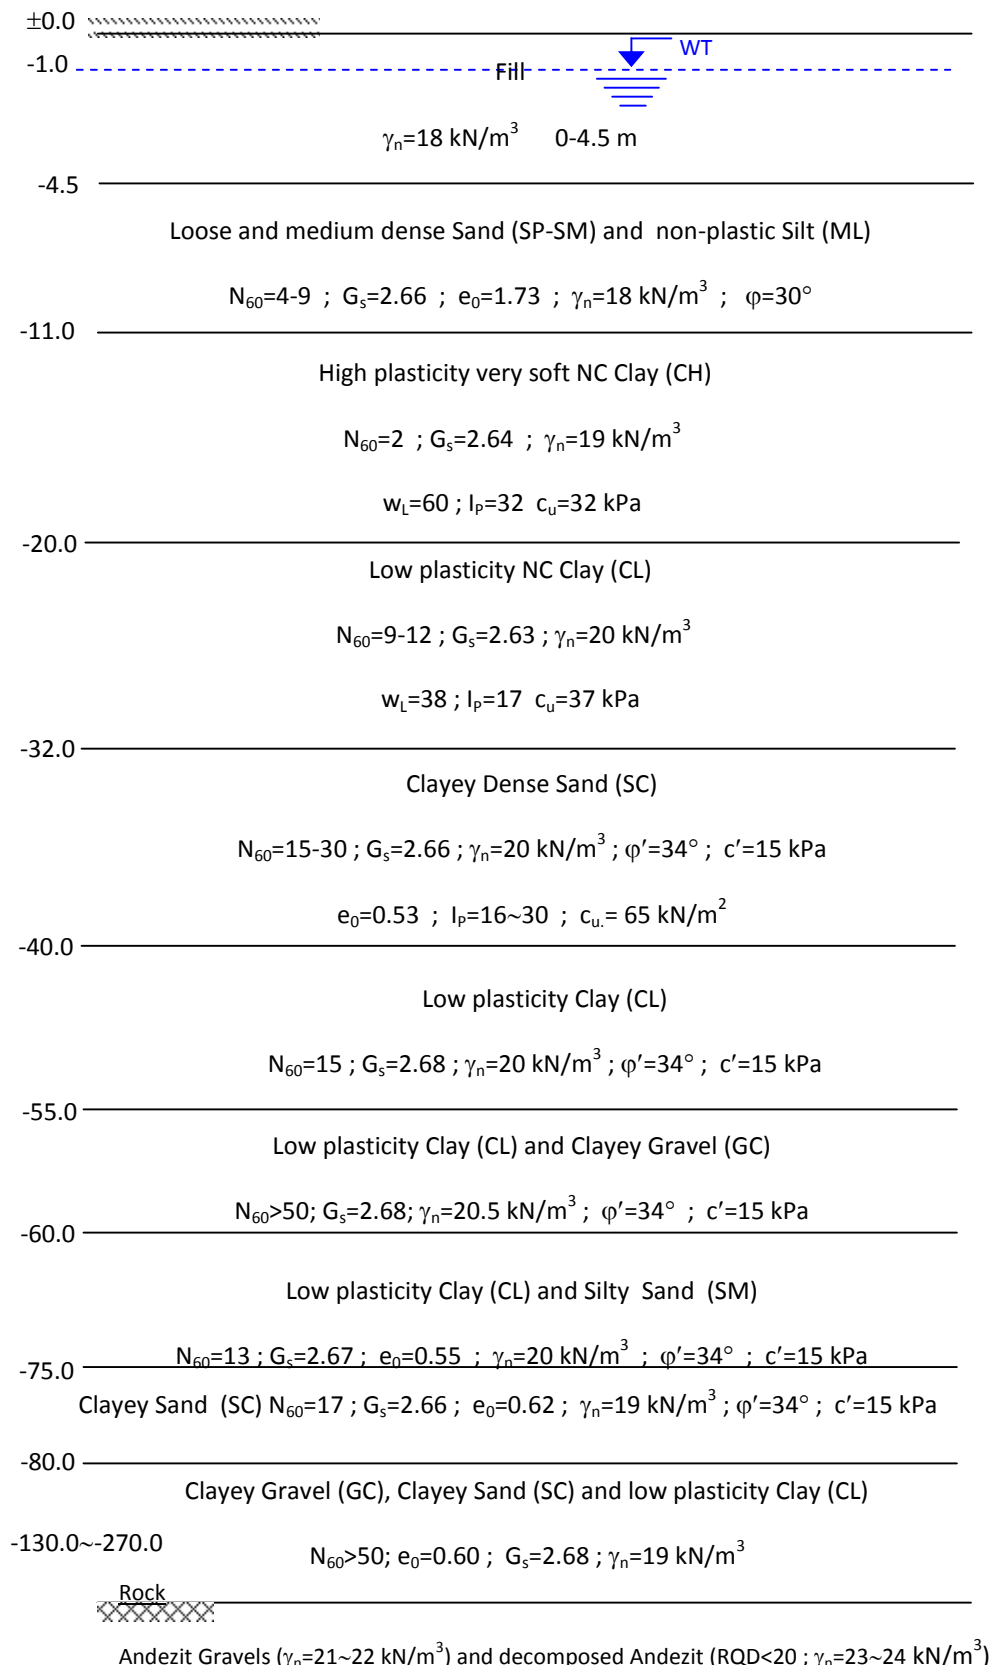 ±0.0
WT
-1.0
Fill
γn=18 kN/m³ 0-4.5 m
-4.5
Loose and medium dense Sand (SP-SM) and non-plastic Silt (ML)
N₆₀=4-9 ; Gₛ=2.66 ; e₀=1.73 ; γn=18 kN/m³ ; φ=30°
-11.0
High plasticity very soft NC Clay (CH)
N₆₀=2 ; Gₛ=2.64 ; γn=19 kN/m³
wL=60 ; IP=32 cu=32 kPa
-20.0
Low plasticity NC Clay (CL)
N₆₀=9-12 ; Gₛ=2.63 ; γn=20 kN/m³
wL=38 ; IP=17 cu=37 kPa
-32.0
Clayey Dense Sand (SC)
N₆₀=15-30 ; Gₛ=2.66 ; γn=20 kN/m³ ; φ′=34° ; c′=15 kPa
e₀=0.53 ; IP=16~30 ; cu.= 65 kN/m²
-40.0
Low plasticity Clay (CL)
N₆₀=15 ; Gₛ=2.68 ; γn=20 kN/m³ ; φ′=34° ; c′=15 kPa
-55.0
Low plasticity Clay (CL) and Clayey Gravel (GC)
N₆₀>50; Gₛ=2.68; γn=20.5 kN/m³ ; φ′=34° ; c′=15 kPa
-60.0
Low plasticity Clay (CL) and Silty Sand (SM)
N₆₀=13 ; Gₛ=2.67 ; e₀=0.55 ; γn=20 kN/m³ ; φ′=34° ; c′=15 kPa
-75.0
Clayey Sand (SC) N₆₀=17 ; Gₛ=2.66 ; e₀=0.62 ; γn=19 kN/m³ ; φ′=34° ; c′=15 kPa
-80.0
Clayey Gravel (GC), Clayey Sand (SC) and low plasticity Clay (CL)
-130.0~-270.0
N₆₀>50; e₀=0.60 ; Gₛ=2.68 ; γn=19 kN/m³
Rock
Andezit Gravels (γn=21~22 kN/m³) and decomposed Andezit (RQD<20 ; γn=23~24 kN/m³)